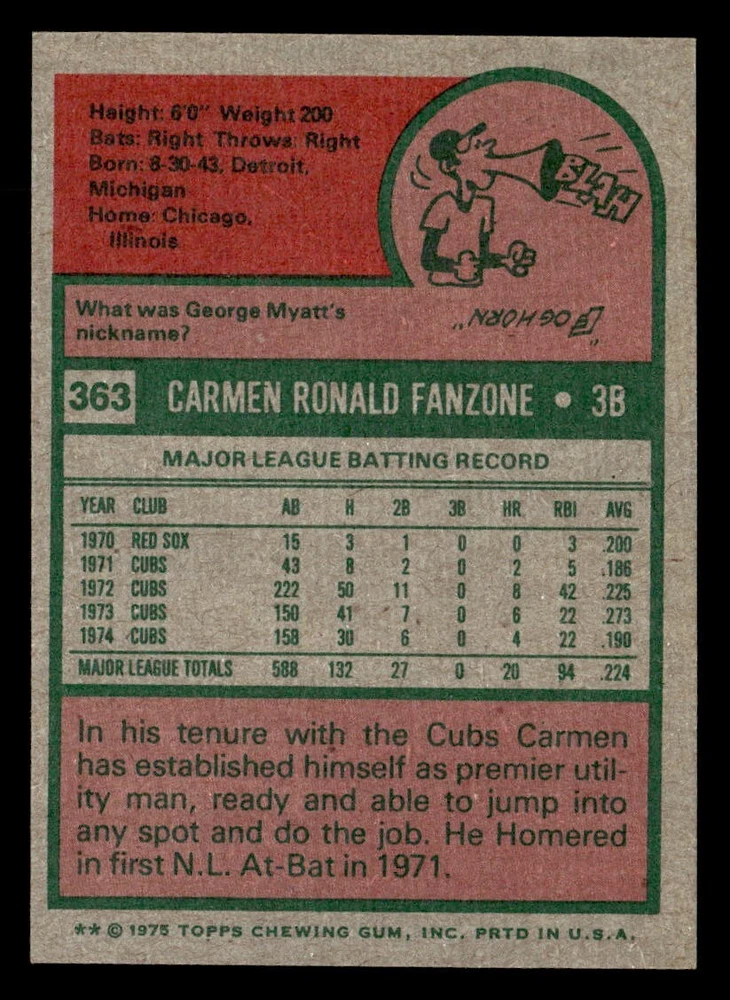 Height: 6'0" Weight 200
Bats: Right Throws: Right
Born: 8-30-43, Detroit,
Michigan
Home: Chicago,
Illinois
BLAH
What was George Myatt's
nickname?
"FOGHORN"
363 CARMEN RONALD FANZONE • 3B
MAJOR LEAGUE BATTING RECORD
YEAR CLUB AB H 2B 3B HR RBI AVG
1970 RED SOX 15 3 1 0 0 3 .200
1971 CUBS 43 8 2 0 2 5 .186
1972 CUBS 222 50 11 0 8 42 .225
1973 CUBS 150 41 7 0 6 22 .273
1974 CUBS 158 30 6 0 4 22 .190
MAJOR LEAGUE TOTALS 588 132 27 0 20 94 .224
In his tenure with the Cubs Carmen
has established himself as premier util-
ity man, ready and able to jump into
any spot and do the job. He Homered
in first N.L. At-Bat in 1971.
** © 1975 TOPPS CHEWING GUM, INC. PRTD IN U.S.A.